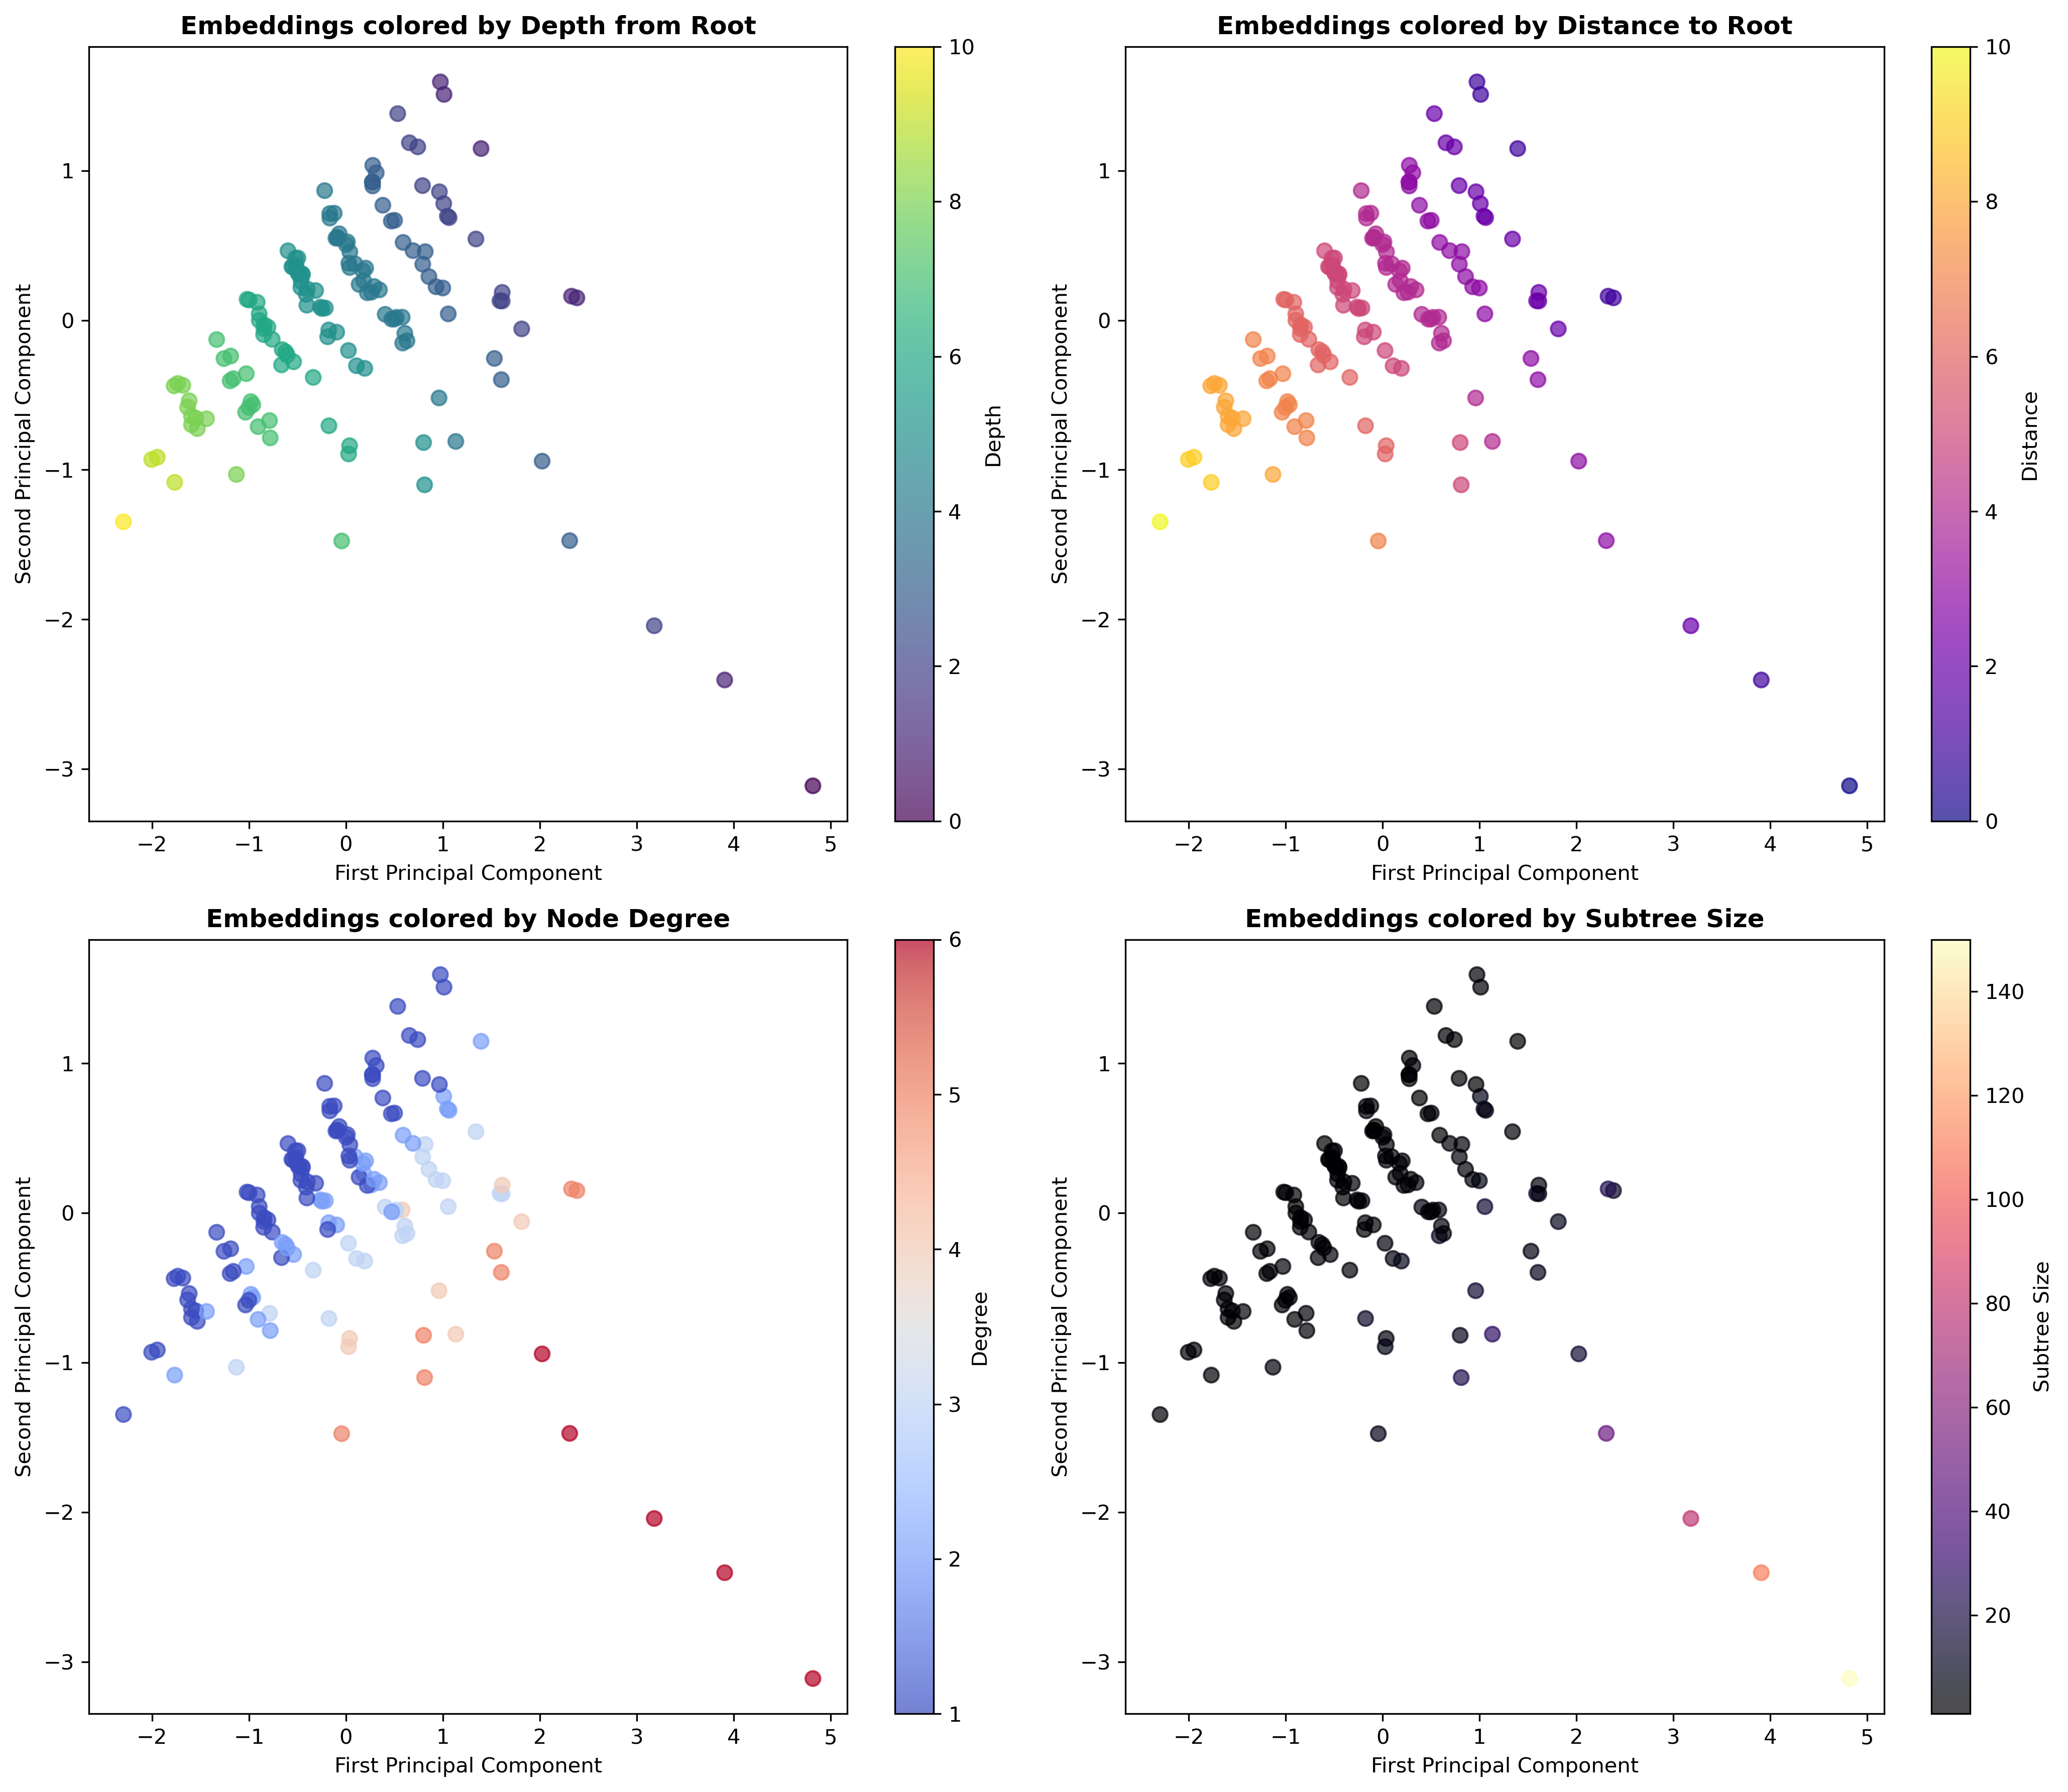 Embeddings colored by Depth from Root
1
0
−1
−2
−3
Second Principal Component
−2 −1 0 1 2 3 4 5
First Principal Component
10
8
6
4
2
0
Depth
Embeddings colored by Distance to Root
1
0
−1
−2
−3
Second Principal Component
−2 −1 0 1 2 3 4 5
First Principal Component
10
8
6
4
2
0
Distance
Embeddings colored by Node Degree
1
0
−1
−2
−3
Second Principal Component
−2 −1 0 1 2 3 4 5
First Principal Component
6
5
4
3
2
1
Degree
Embeddings colored by Subtree Size
1
0
−1
−2
−3
Second Principal Component
−2 −1 0 1 2 3 4 5
First Principal Component
140
120
100
80
60
40
20
Subtree Size